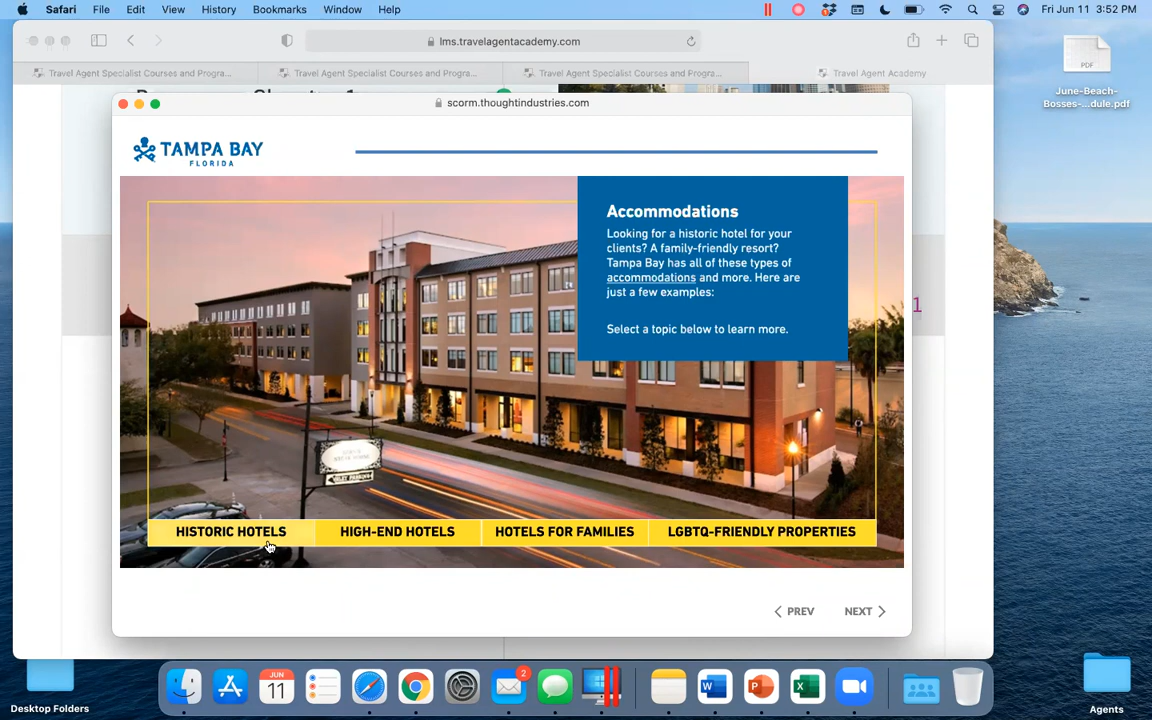 Safari File Edit View History Bookmarks Window Help Fri Jun 11 3:52 PM
lms.travelagentacademy.com
Travel Agent Specialist Courses and Progra... Travel Agent Specialist Courses and Progra... Travel Agent Specialist Courses and Progra... Travel Agent Academy
scorm.thoughtindustries.com
TAMPA BAY
FLORIDA
Accommodations
Looking for a historic hotel for your
clients? A family-friendly resort?
Tampa Bay has all of these types of
accommodations and more. Here are
just a few examples:
Select a topic below to learn more.
HISTORIC HOTELS HIGH-END HOTELS HOTELS FOR FAMILIES LGBTQ-FRIENDLY PROPERTIES
PREV NEXT
1
PDF
June-Beach-
Bosses-...dule.pdf
JUN
11
2
W
P
X
Desktop Folders
Agents